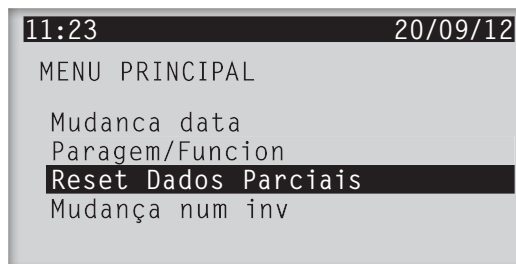 11:23 20/09/12
MENU PRINCIPAL
Mudanca data
Paragem/Funcion
Reset Dados Parciais
Mudança num inv